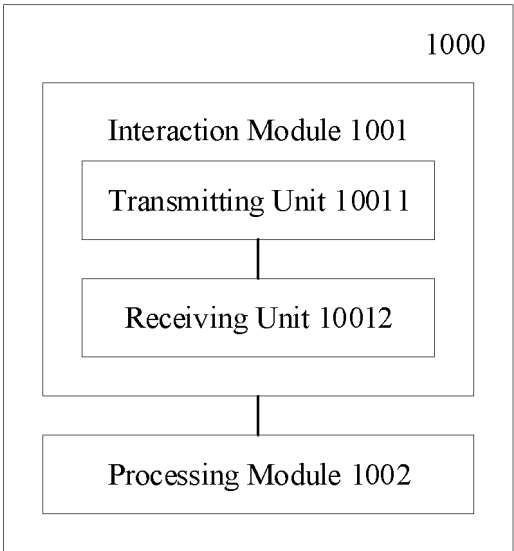 1000
Interaction Module 1001
Transmitting Unit 10011
Receiving Unit 10012
Processing Module 1002